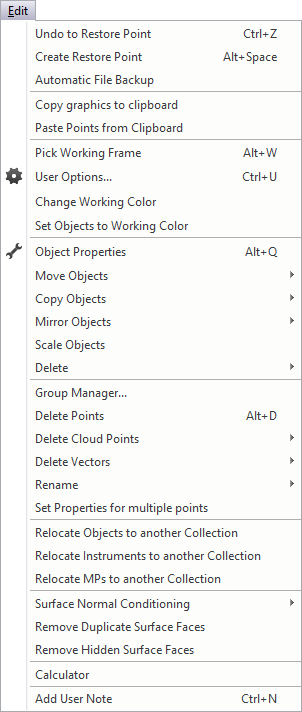 Edit
Undo to Restore Point Ctrl+Z
Create Restore Point Alt+Space
Automatic File Backup
Copy graphics to clipboard
Paste Points from Clipboard
Pick Working Frame Alt+W
User Options... Ctrl+U
Change Working Color
Set Objects to Working Color
Object Properties Alt+Q
Move Objects
Copy Objects
Mirror Objects
Scale Objects
Delete
Group Manager...
Delete Points Alt+D
Delete Cloud Points
Delete Vectors
Rename
Set Properties for multiple points
Relocate Objects to another Collection
Relocate Instruments to another Collection
Relocate MPs to another Collection
Surface Normal Conditioning
Remove Duplicate Surface Faces
Remove Hidden Surface Faces
Calculator
Add User Note Ctrl+N